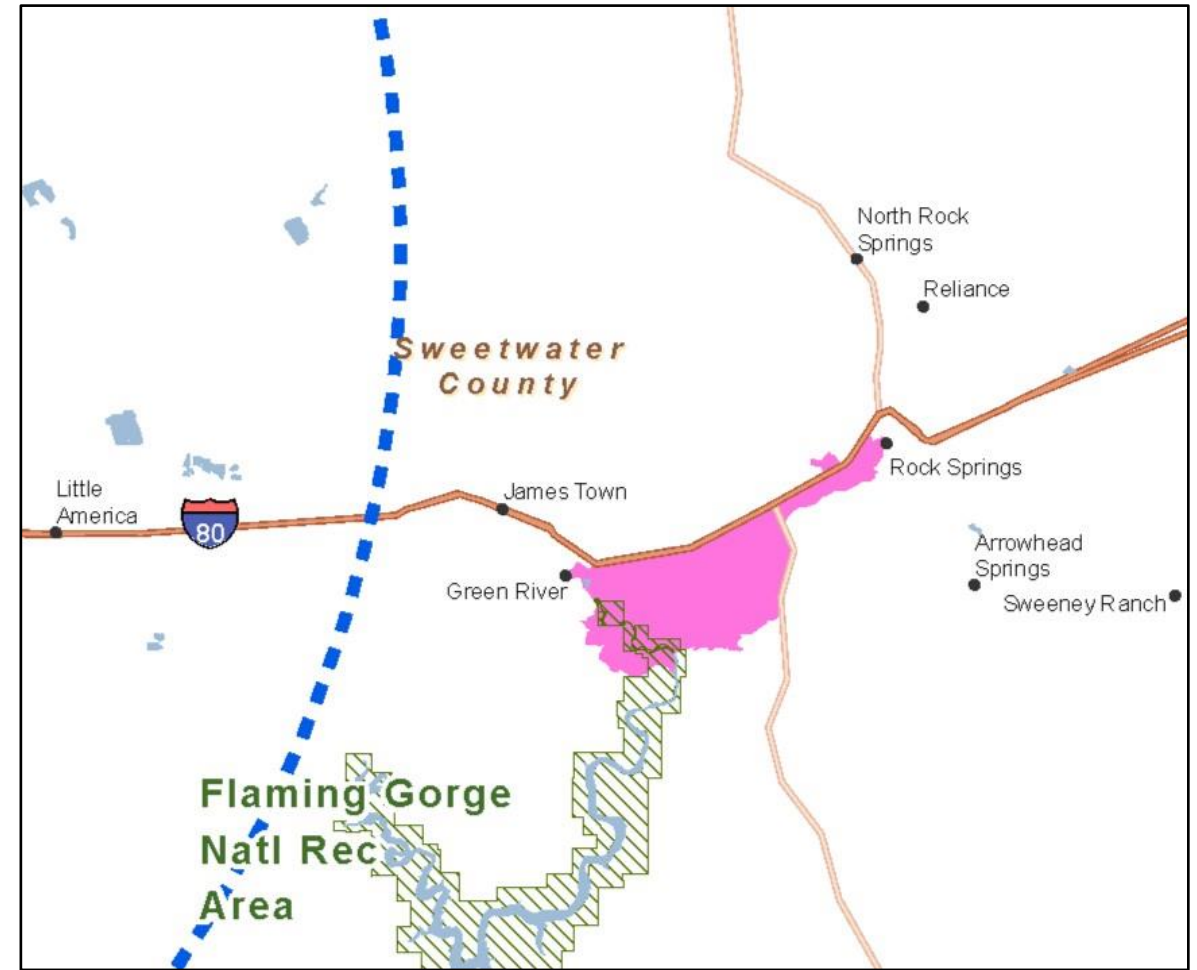 North Rock
Springs
Reliance
Sweetwater
County
Rock Springs
Little
America
80
James Town
Arrowhead
Springs
Green River
Sweeney Ranch
Flaming Gorge
Natl Rec
Area